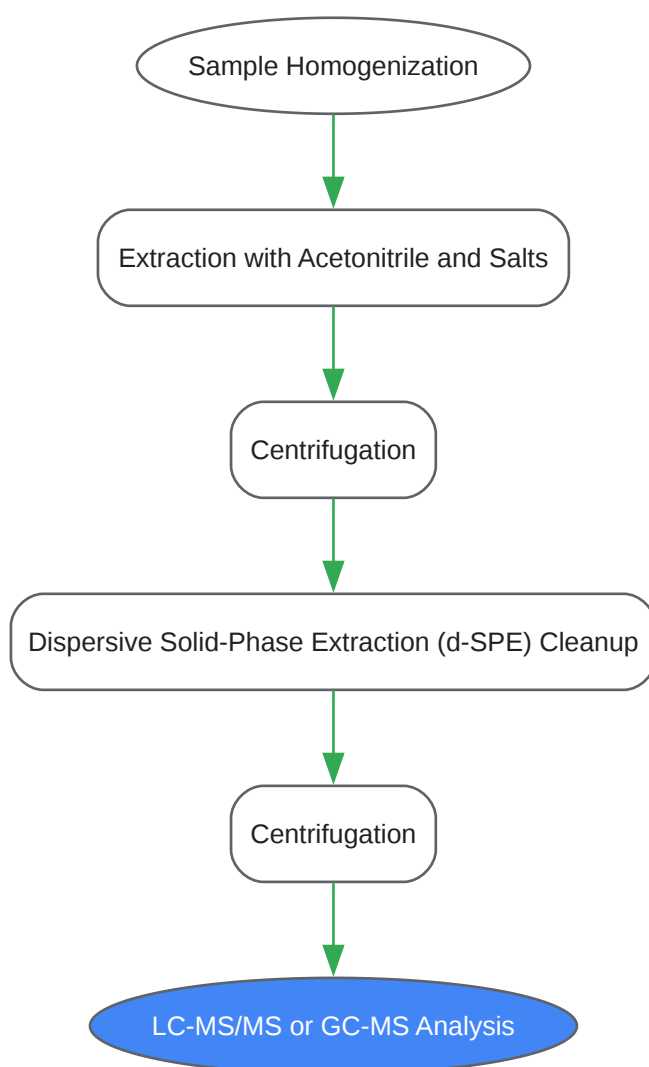 Sample Homogenization
Extraction with Acetonitrile and Salts
Centrifugation
Dispersive Solid-Phase Extraction (d-SPE) Cleanup
Centrifugation
LC-MS/MS or GC-MS Analysis